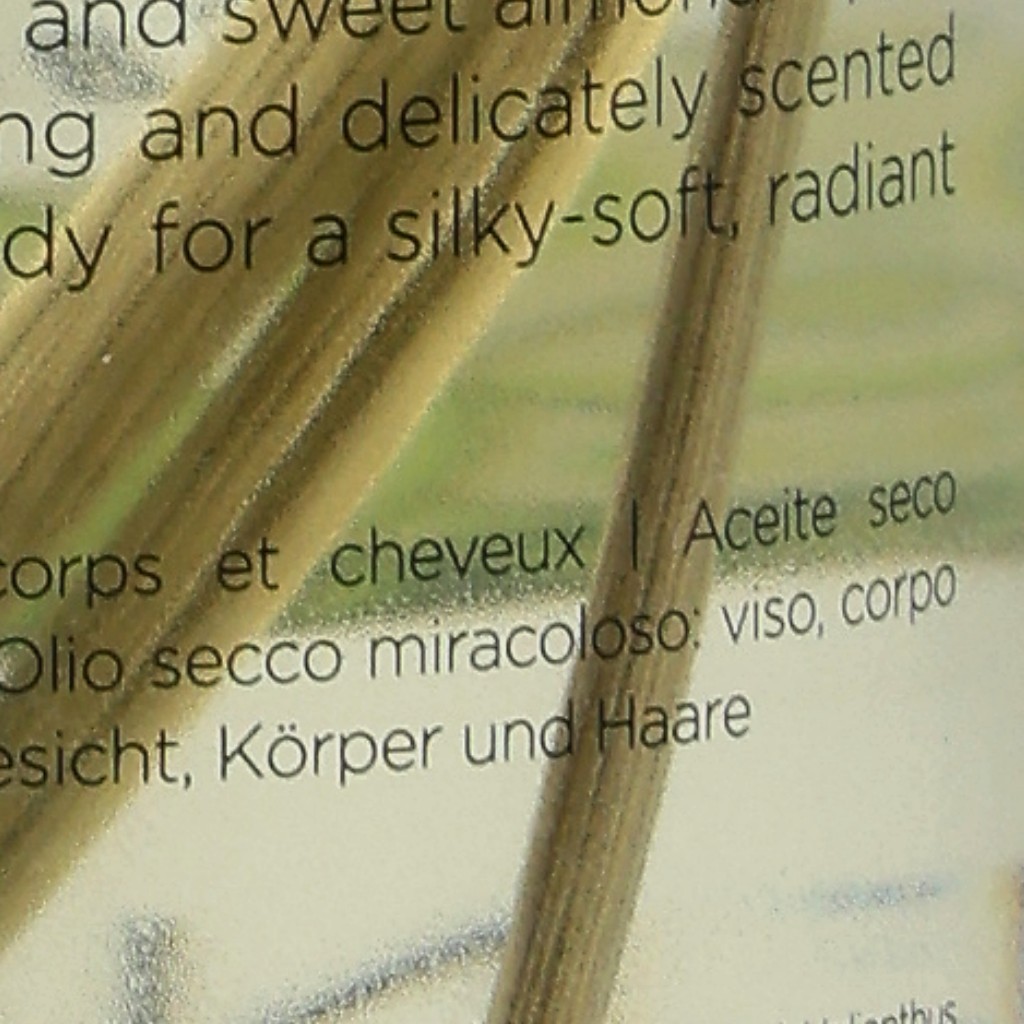 and sweet almond
ng and delicately scented
dy for a silky-soft, radiant
corps et cheveux | Aceite seco
Olio secco miracoloso: viso, corpo
esicht, Körper und Haare